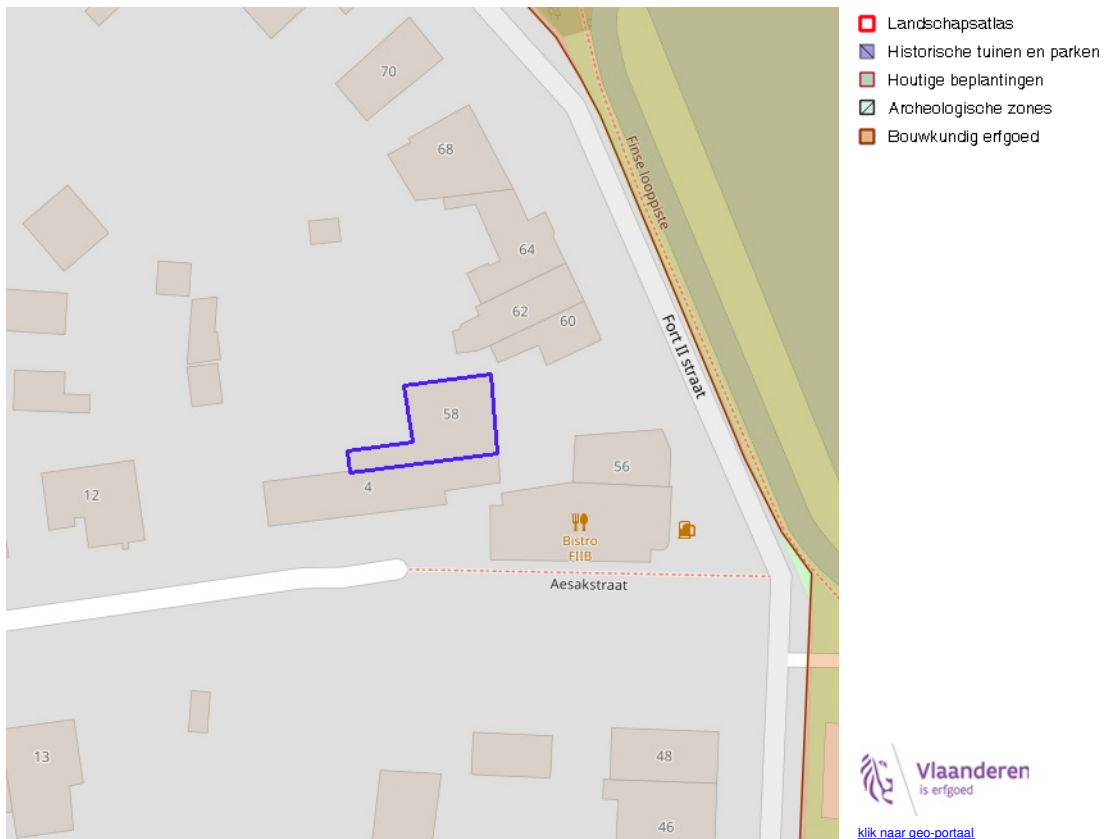 Landschapsatlas
Historische tuinen en parken
Houtige beplantingen
Archeologische zones
Bouwkundig erfgoed
70
68
Finse looppiste
64
62
60
Fort II straat
58
56
4
12
Bistro
FIIB
Aesakstraat
13
48
46
Vlaanderen
is erfgoed
klik naar geo-portaal